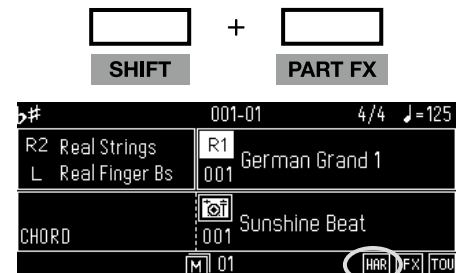 +
SHIFT PART FX
♭♯ 001-01 4/4 ♩=125
R2 Real Strings R1
German Grand 1
L Real Finger Bs 001
Sunshine Beat
CHORD 001
M 01 HAR FX TOU